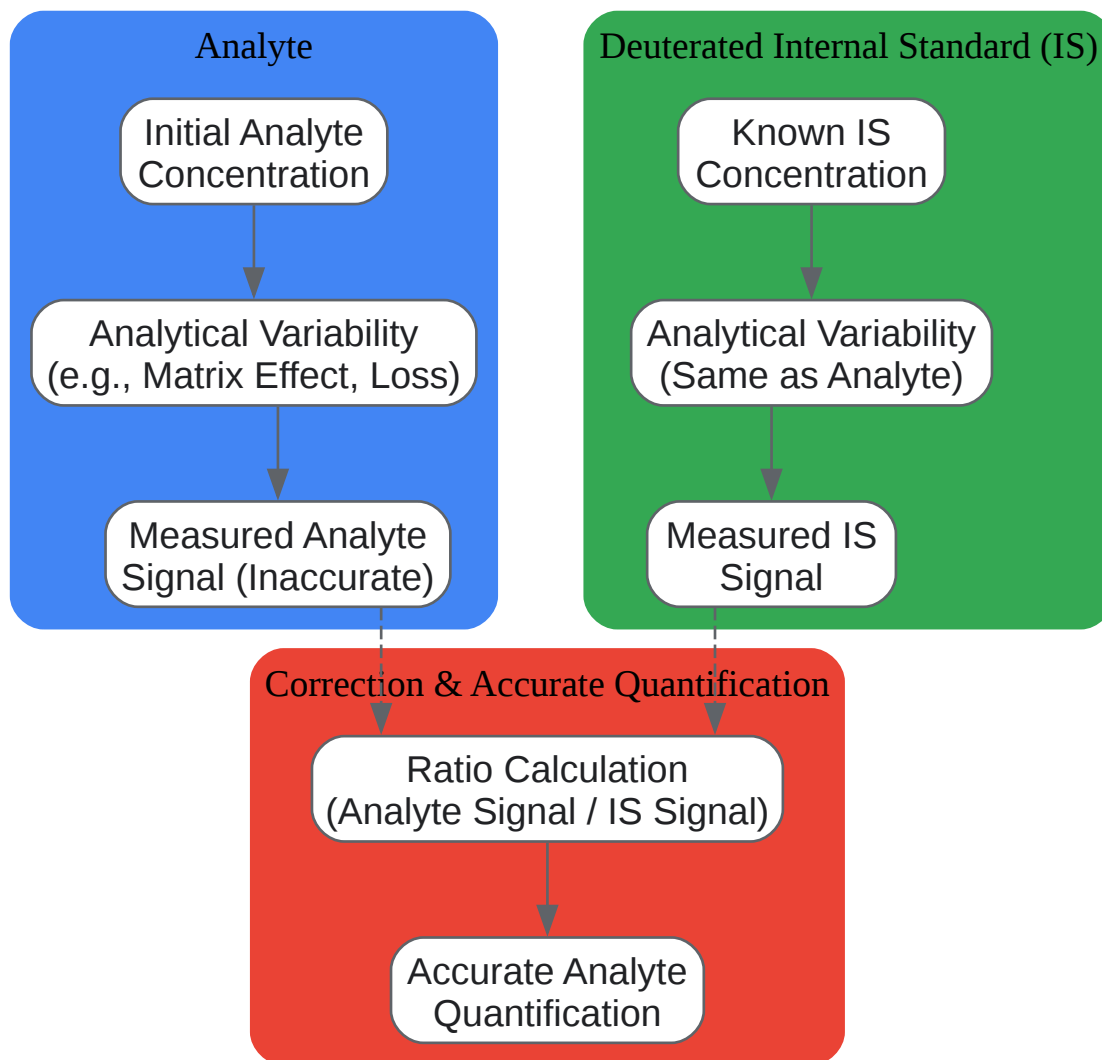 Analyte
Initial Analyte
Concentration
Analytical Variability
(e.g., Matrix Effect, Loss)
Measured Analyte
Signal (Inaccurate)
Deuterated Internal Standard (IS)
Known IS
Concentration
Analytical Variability
(Same as Analyte)
Measured IS
Signal
Correction & Accurate Quantification
Ratio Calculation
(Analyte Signal / IS Signal)
Accurate Analyte
Quantification